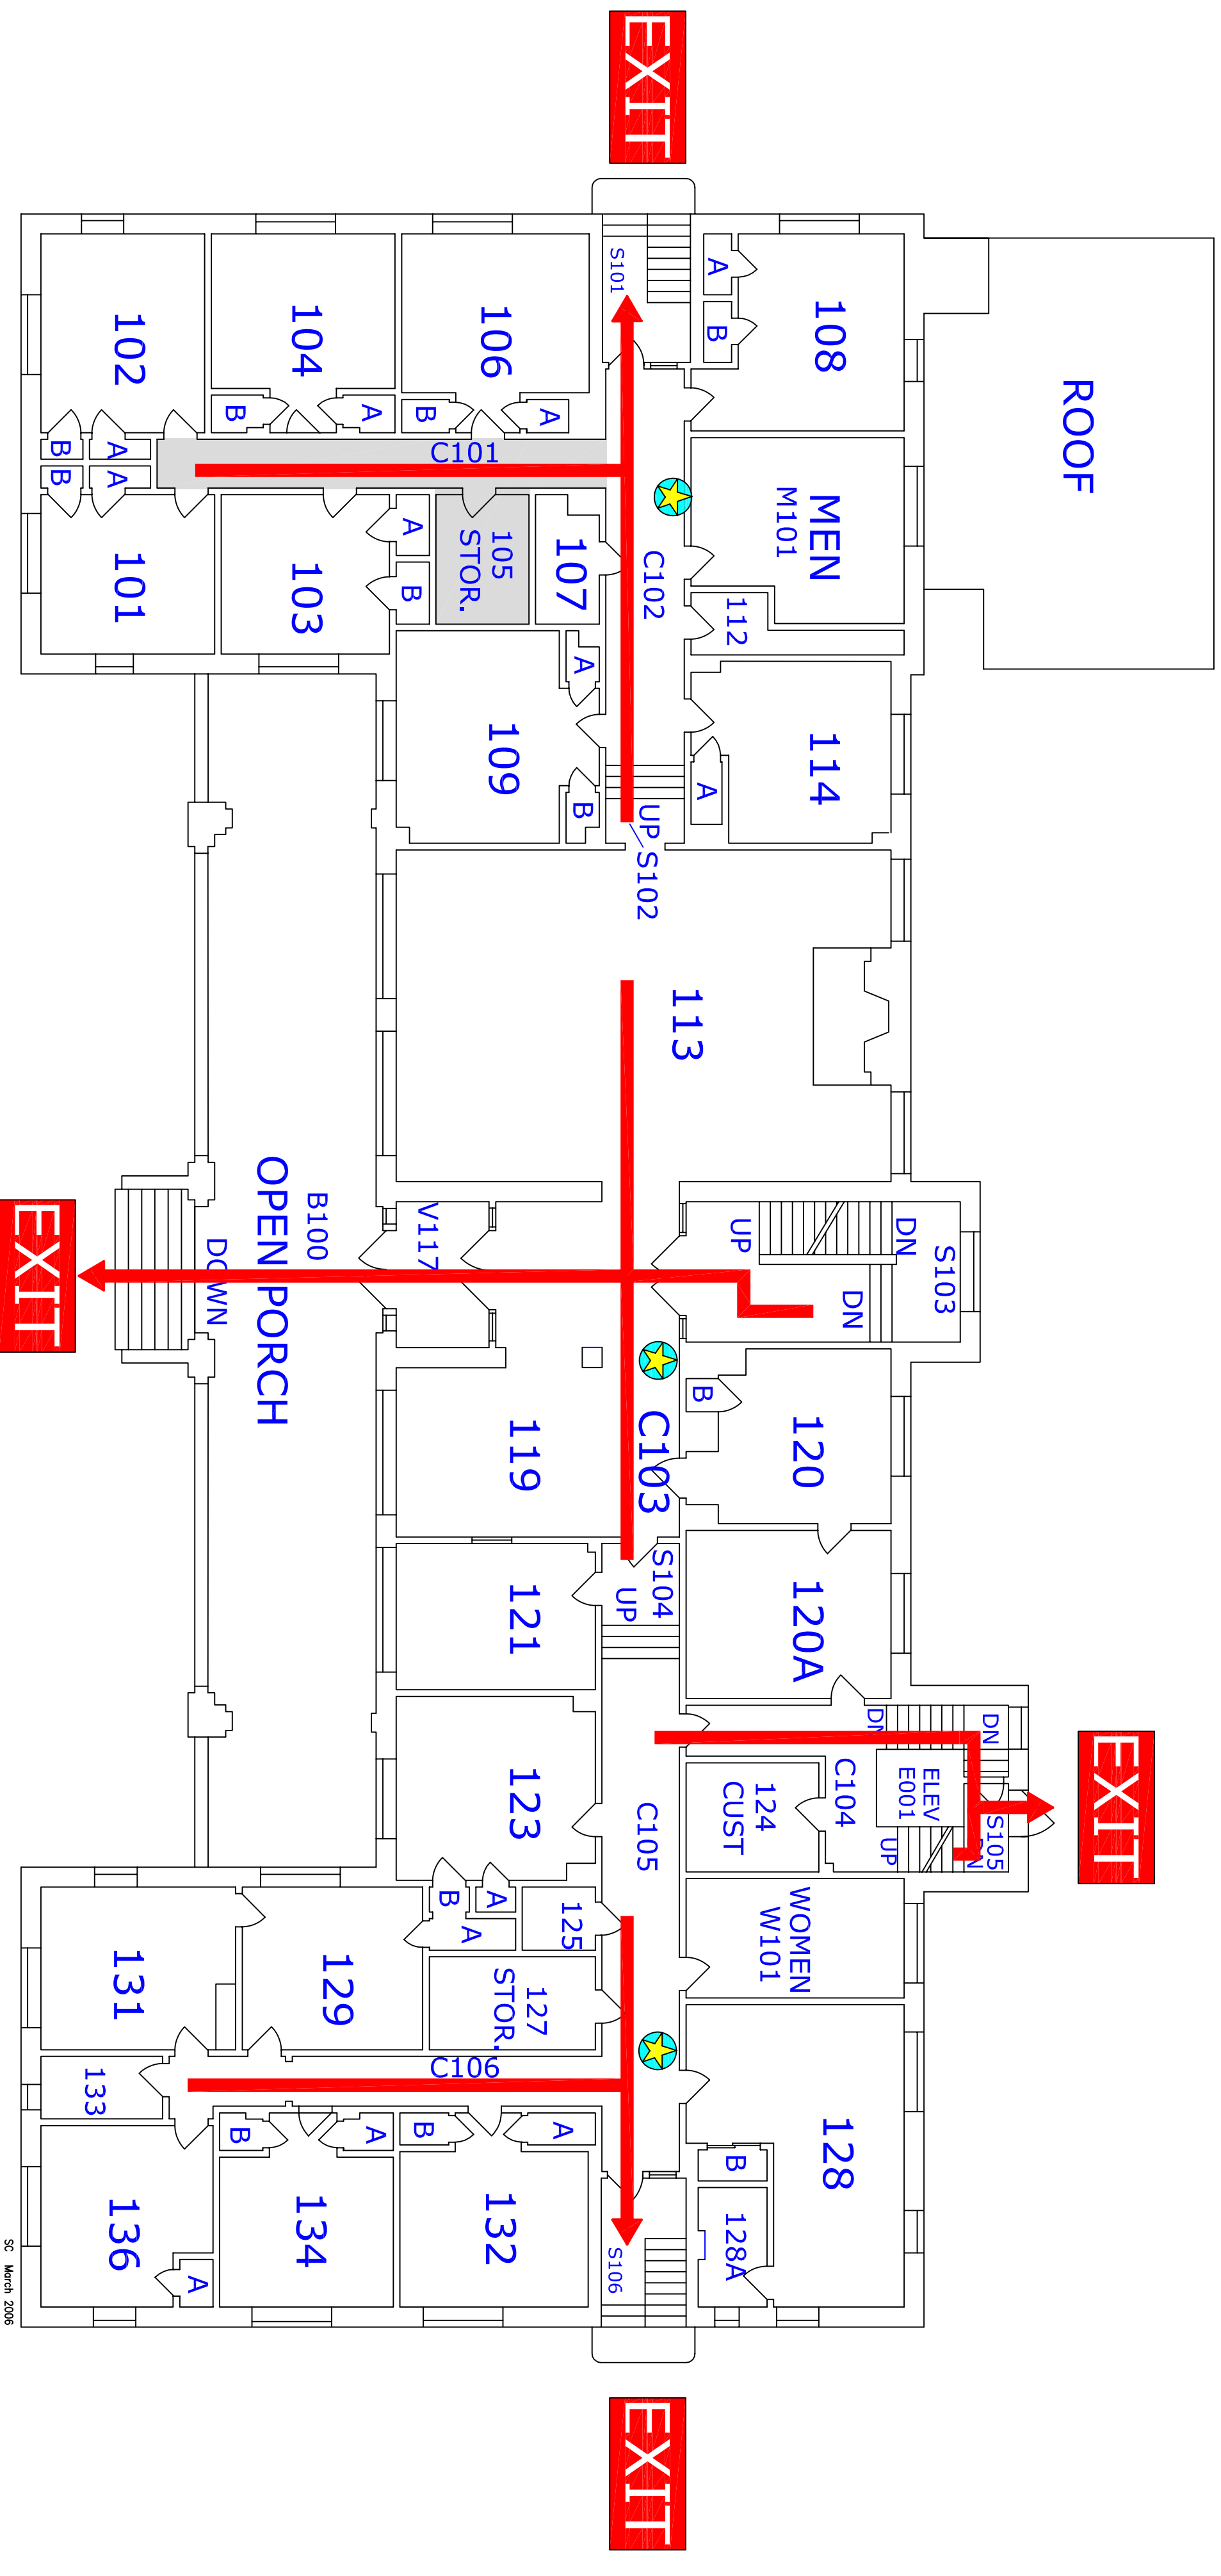 EXIT
ROOF
S101
A
B
108
102
104
106
B
A
B
A
B
A
B
A
C101
MEN
M101
C102
101
103
A
B
105
STOR.
107
112
A
109
B
114
A
UP
S102
113
B100
OPEN PORCH
DOWN
V117
UP
DN
DN
S103
EXIT
119
C103
B
120
S104
UP
121
120A
123
C105
124
CUST
C104
DN
DN
ELEV
E001
UP
DN
S105
EXIT
131
129
B
A
A
125
127
STOR.
WOMEN
W101
133
C106
128
B
128A
136
A
134
B
A
132
B
A
S106
EXIT
SC March 2006